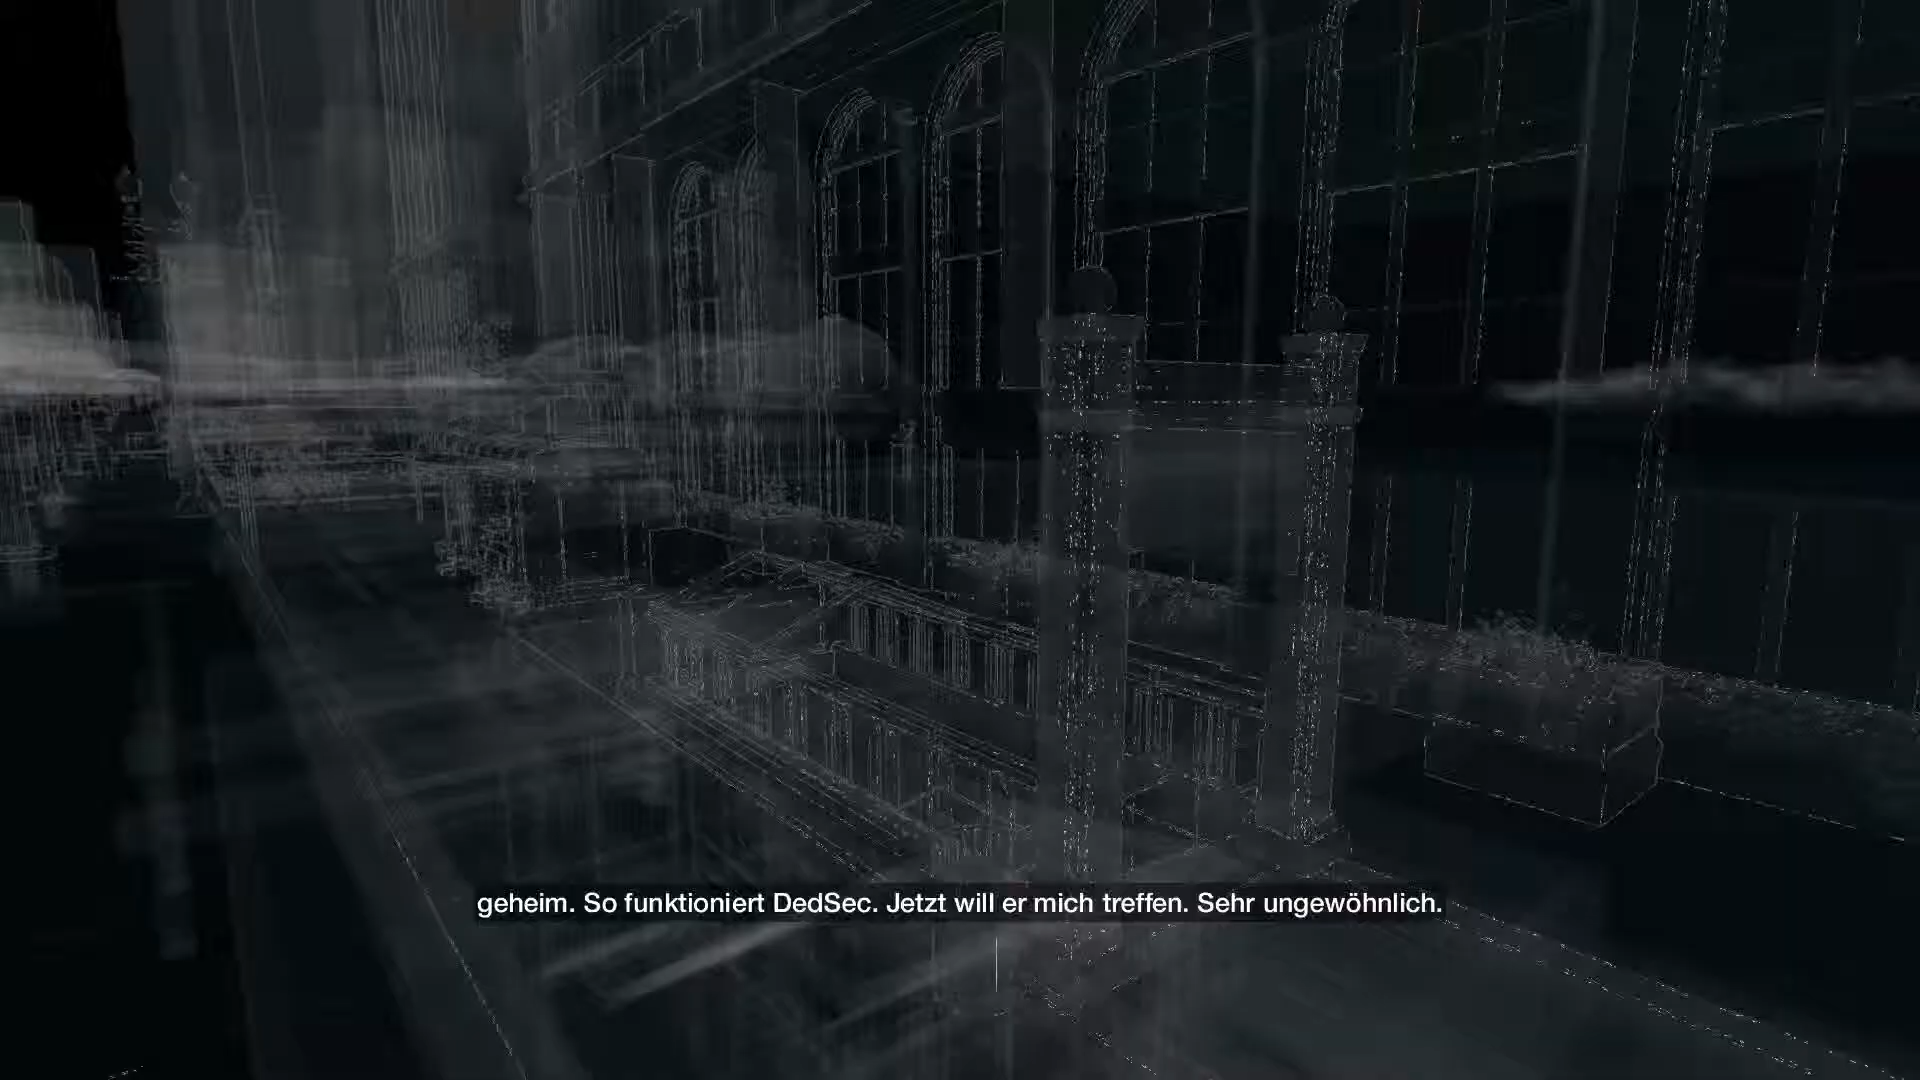 geheim. So funktioniert DedSec. Jetzt will er mich treffen. Sehr ungewöhnlich.